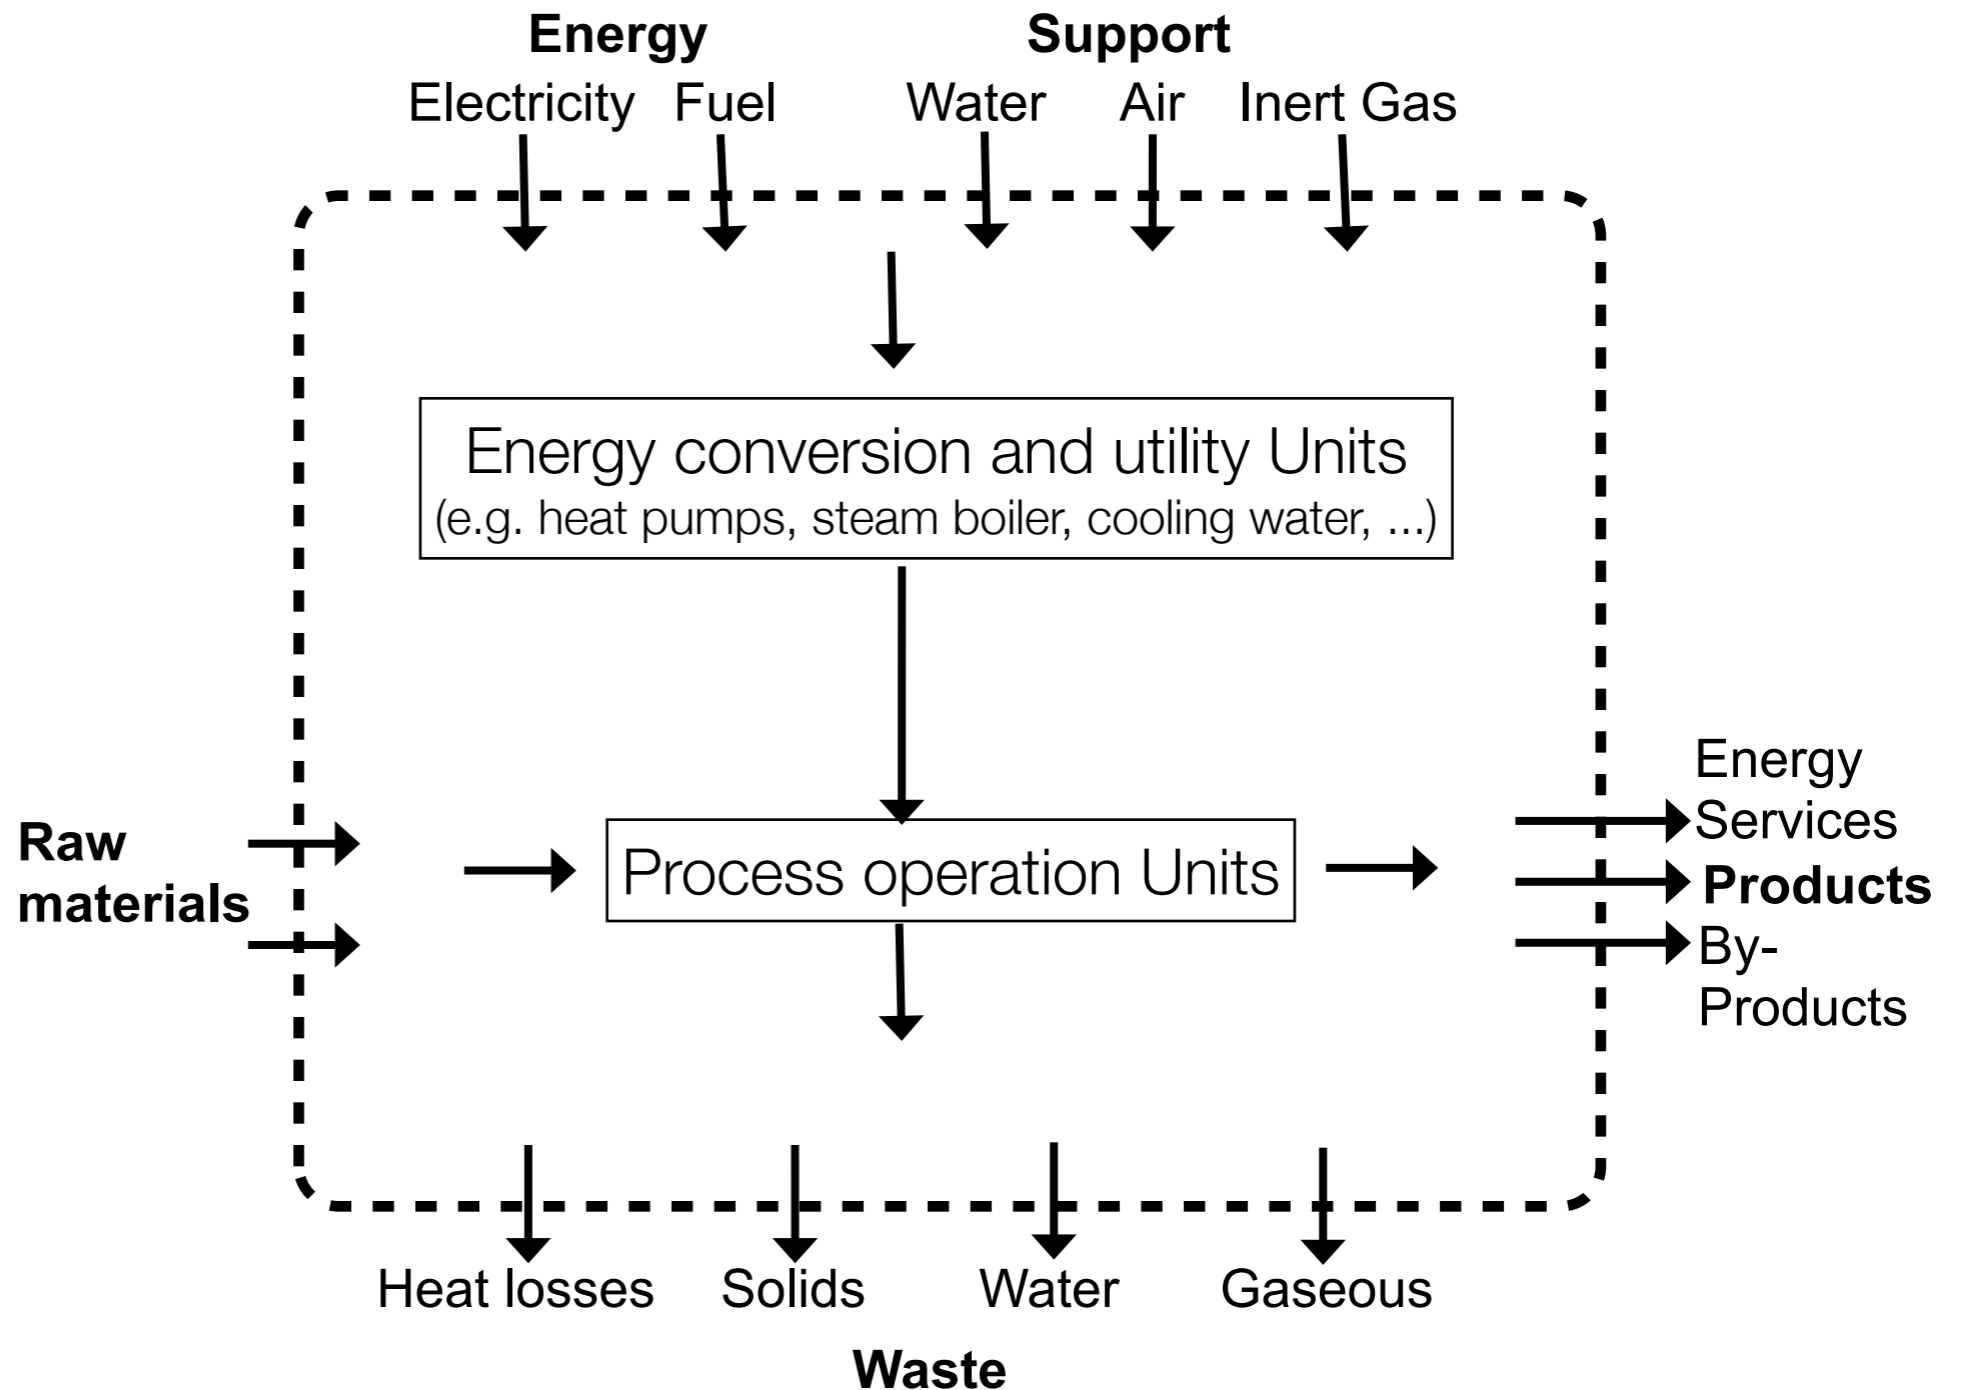 Energy Support
Electricity Fuel Water Air Inert Gas
Energy conversion and utility Units
(e.g. heat pumps, steam boiler, cooling water, ...)
Raw
materials
Process operation Units
Energy
Services
Products
By-
Products
Heat losses Solids Water Gaseous
Waste